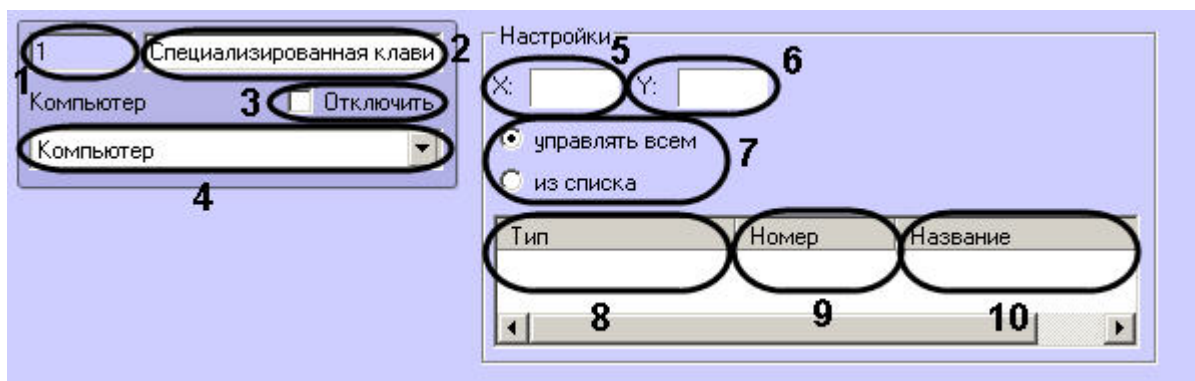 1 Специализированная клави 2
1
Компьютер 3 Отключить
Компьютер
4
Настройки 5 6
X: Y:
управлять всем
7
из списка
Тип Номер Название
8 9 10